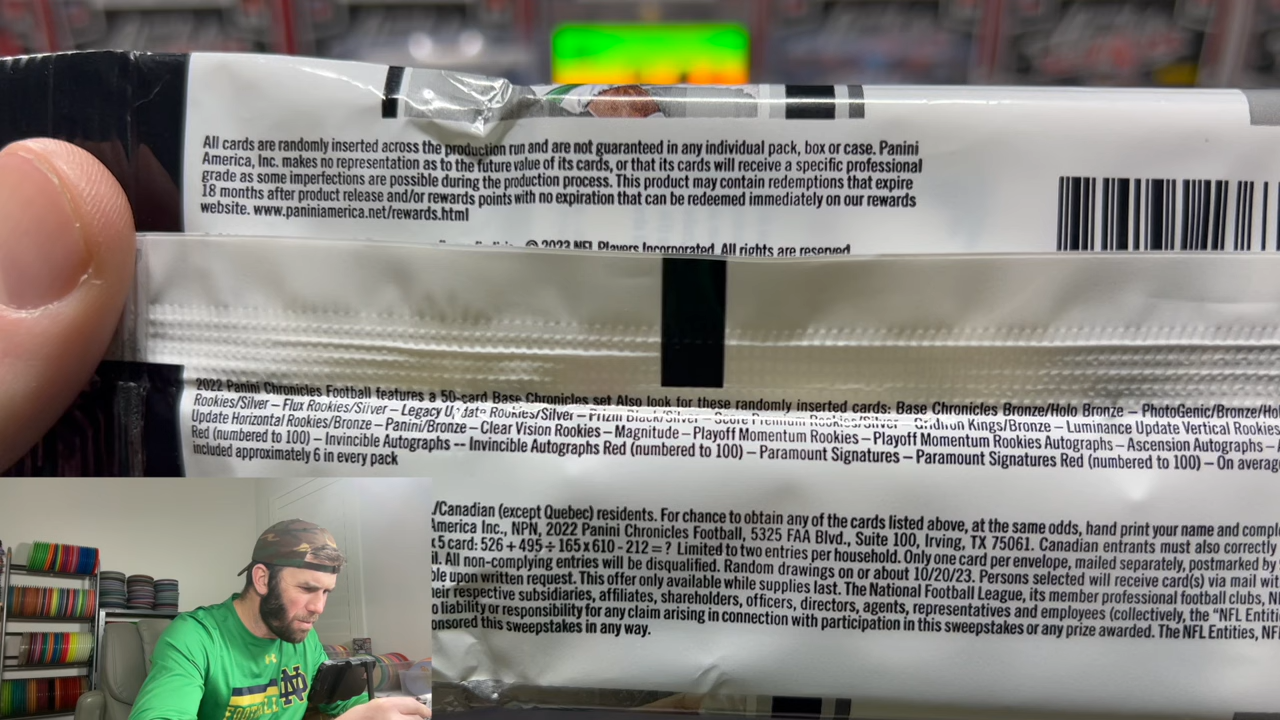 All cards are randomly inserted across the production run and are not guaranteed in any individual pack, box or case. Panini
America, Inc. makes no representation as to the future value of its cards, or that its cards will receive a specific professional
grade as some imperfections are possible during the production process. This product may contain redemptions that expire
18 months after product release and/or rewards points with no expiration that can be redeemed immediately on our rewards
website. www.paniniamerica.net/rewards.html
© 2023 NFL Players Incorporated. All rights are reserved
2022 Panini Chronicles Football features a 50-card Base Chronicles set Also look for these randomly inserted cards: Base Chronicles Bronze/Holo Bronze – PhotoGenic/Bronze/Ho
Rookies/Silver – Flux Rookies/Silver – Legacy Update Rookies/Silver – Prizm Black/Silver – Score Premium Rookies/Silver – Gridiron Kings/Bronze – Luminance Update Vertical Rookies
Update Horizontal Rookies/Bronze – Panini/Bronze – Clear Vision Rookies – Magnitude – Playoff Momentum Rookies – Playoff Momentum Rookies Autographs – Ascension Autographs –
Red (numbered to 100) – Invincible Autographs -- Invincible Autographs Red (numbered to 100) – Paramount Signatures – Paramount Signatures Red (numbered to 100) – On averag
included approximately 6 in every pack
/Canadian (except Quebec) residents. For chance to obtain any of the cards listed above, at the same odds, hand print your name and compl
America Inc., NPN, 2022 Panini Chronicles Football, 5325 FAA Blvd., Suite 100, Irving, TX 75061. Canadian entrants must also correctly
x 5 card: 526 + 495 ÷ 165 x 610 - 212 = ? Limited to two entries per household. Only one card per envelope, mailed separately, postmarked by
il. All non-complying entries will be disqualified. Random drawings on or about 10/20/23. Persons selected will receive card(s) via mail wit
ble upon written request. This offer only available while supplies last. The National Football League, its member professional football clubs, N
heir respective subsidiaries, affiliates, shareholders, officers, directors, agents, representatives and employees (collectively, the "NFL Entiti
o liability or responsibility for any claim arising in connection with participation in this sweepstakes or any prize awarded. The NFL Entities, NF
onsored this sweepstakes in any way.
ND
FOOTBALL